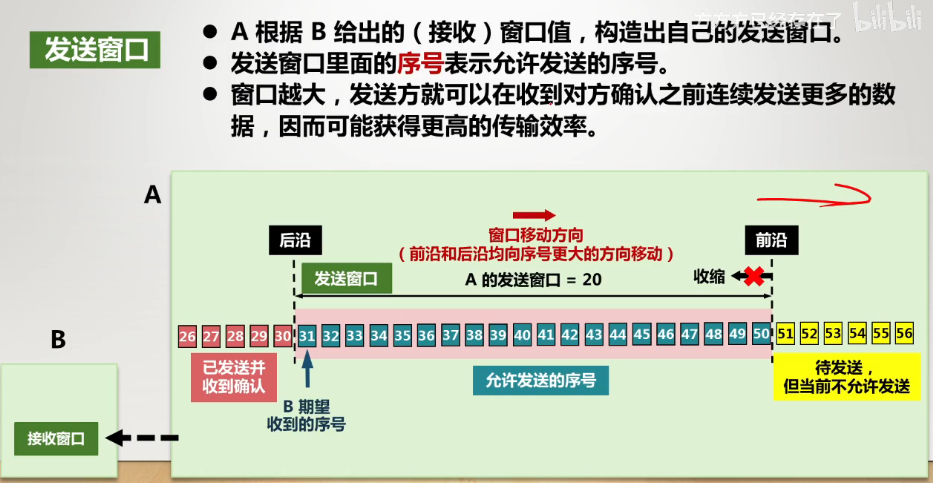 bilibili
发送窗口
● A 根据 B 给出的（接收）窗口值，构造出自己的发送窗口。
● 发送窗口里面的序号表示允许发送的序号。
● 窗口越大，发送方就可以在收到对方确认之前连续发送更多的数
据，因而可能获得更高的传输效率。
A
窗口移动方向
（前沿和后沿均向序号更大的方向移动）
后沿
前沿
发送窗口
A 的发送窗口 = 20
收缩
26 27 28 29 30 31 32 33 34 35 36 37 38 39 40 41 42 43 44 45 46 47 48 49 50 51 52 53 54 55 56
已发送并
收到确认
允许发送的序号
待发送，
但当前不允许发送
B 期望
收到的序号
B
接收窗口